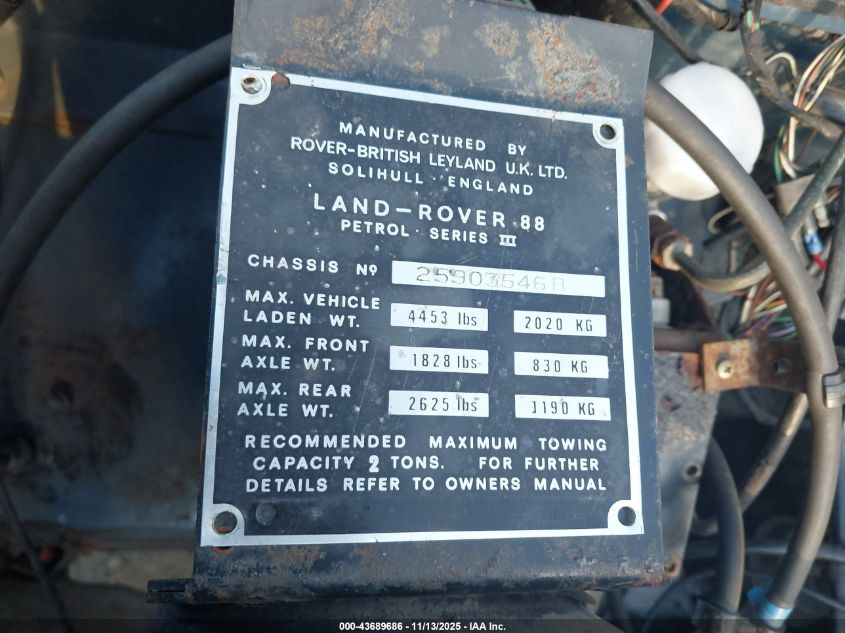 MANUFACTURED BY
ROVER-BRITISH LEYLAND U.K. LTD.
SOLIHULL · ENGLAND
LAND-ROVER 88
PETROL · SERIES III
CHASSIS Nº 25903546B
MAX. VEHICLE
LADEN WT. 4453 lbs 2020 KG
MAX. FRONT
AXLE WT. 1828 lbs 830 KG
MAX. REAR
AXLE WT. 2625 lbs 1190 KG
RECOMMENDED MAXIMUM TOWING
CAPACITY 2 TONS. FOR FURTHER
DETAILS REFER TO OWNERS MANUAL
000-43689686 - 11/13/2025 - IAA Inc.